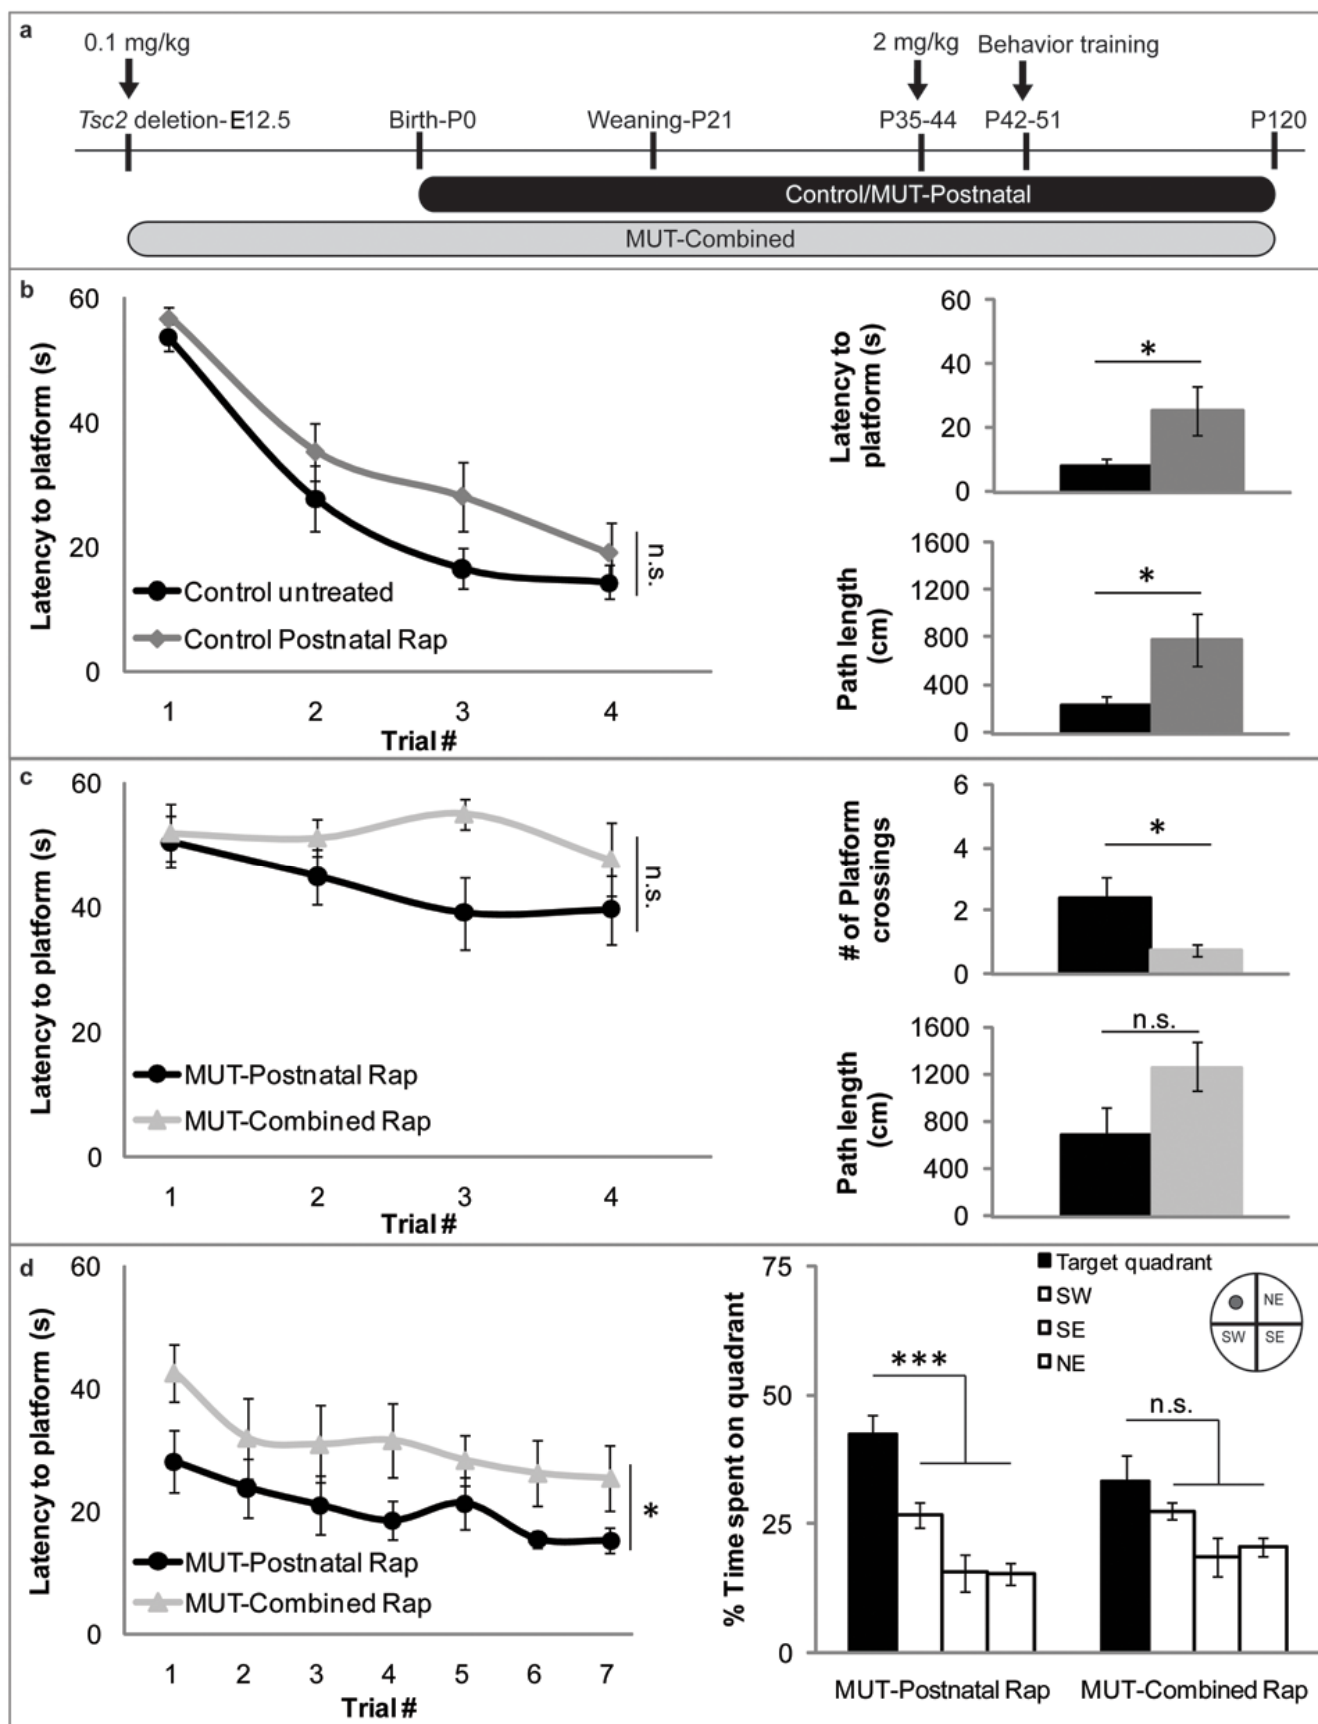 a
0.1 mg/kg
2 mg/kg
Behavior training
Tsc2 deletion-E12.5
Birth-P0
Weaning-P21
P35-44
P42-51
P120
Control/MUT-Postnatal
MUT-Combined
b
Latency to platform (s)
60
40
20
0
Control untreated
Control Postnatal Rap
n.s.
1
2
3
4
Trial #
Latency to
platform (s)
60
40
20
0
*
Path length
(cm)
1600
1200
800
400
0
*
c
Latency to platform (s)
60
40
20
0
MUT-Postnatal Rap
MUT-Combined Rap
n.s.
1
2
3
4
Trial #
# of Platform
crossings
6
4
2
0
*
Path length
(cm)
1600
1200
800
400
0
n.s.
d
Latency to platform (s)
60
40
20
0
MUT-Postnatal Rap
MUT-Combined Rap
*
1
2
3
4
5
6
7
Trial #
% Time spent on quadrant
75
50
25
0
Target quadrant
SW
SE
NE
NE
SW
SE
***
n.s.
MUT-Postnatal Rap
MUT-Combined Rap